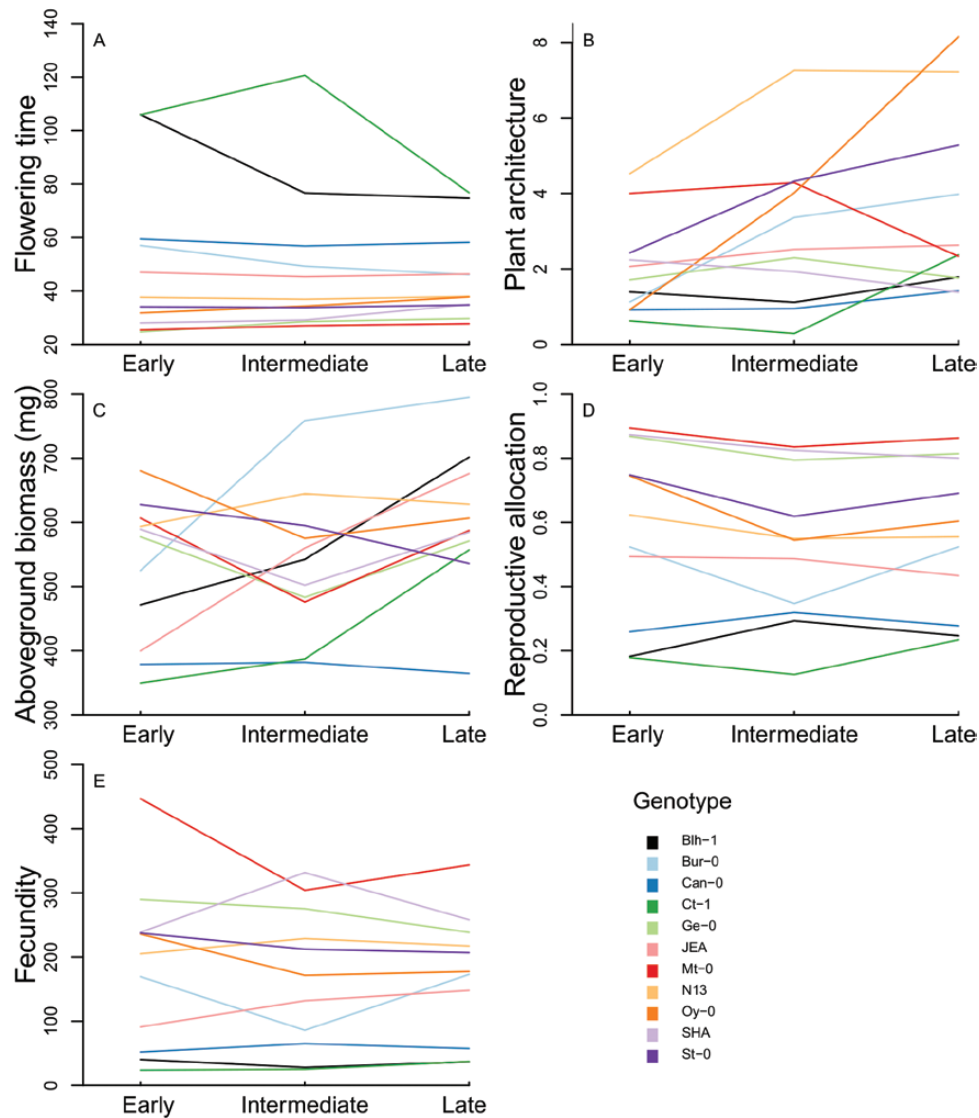 A
Flowering time
140
120
100
80
60
40
20
Early Intermediate Late
B
Plant architecture
8
6
4
2
0
Early Intermediate Late
C
Aboveground biomass (mg)
800
700
600
500
400
300
Early Intermediate Late
D
Reproductive allocation
1.0
0.8
0.6
0.4
0.2
0.0
Early Intermediate Late
E
Fecundity
500
400
300
200
100
0
Early Intermediate Late
Genotype
Blh−1
Bur−0
Can−0
Ct−1
Ge−0
JEA
Mt−0
N13
Oy−0
SHA
St−0